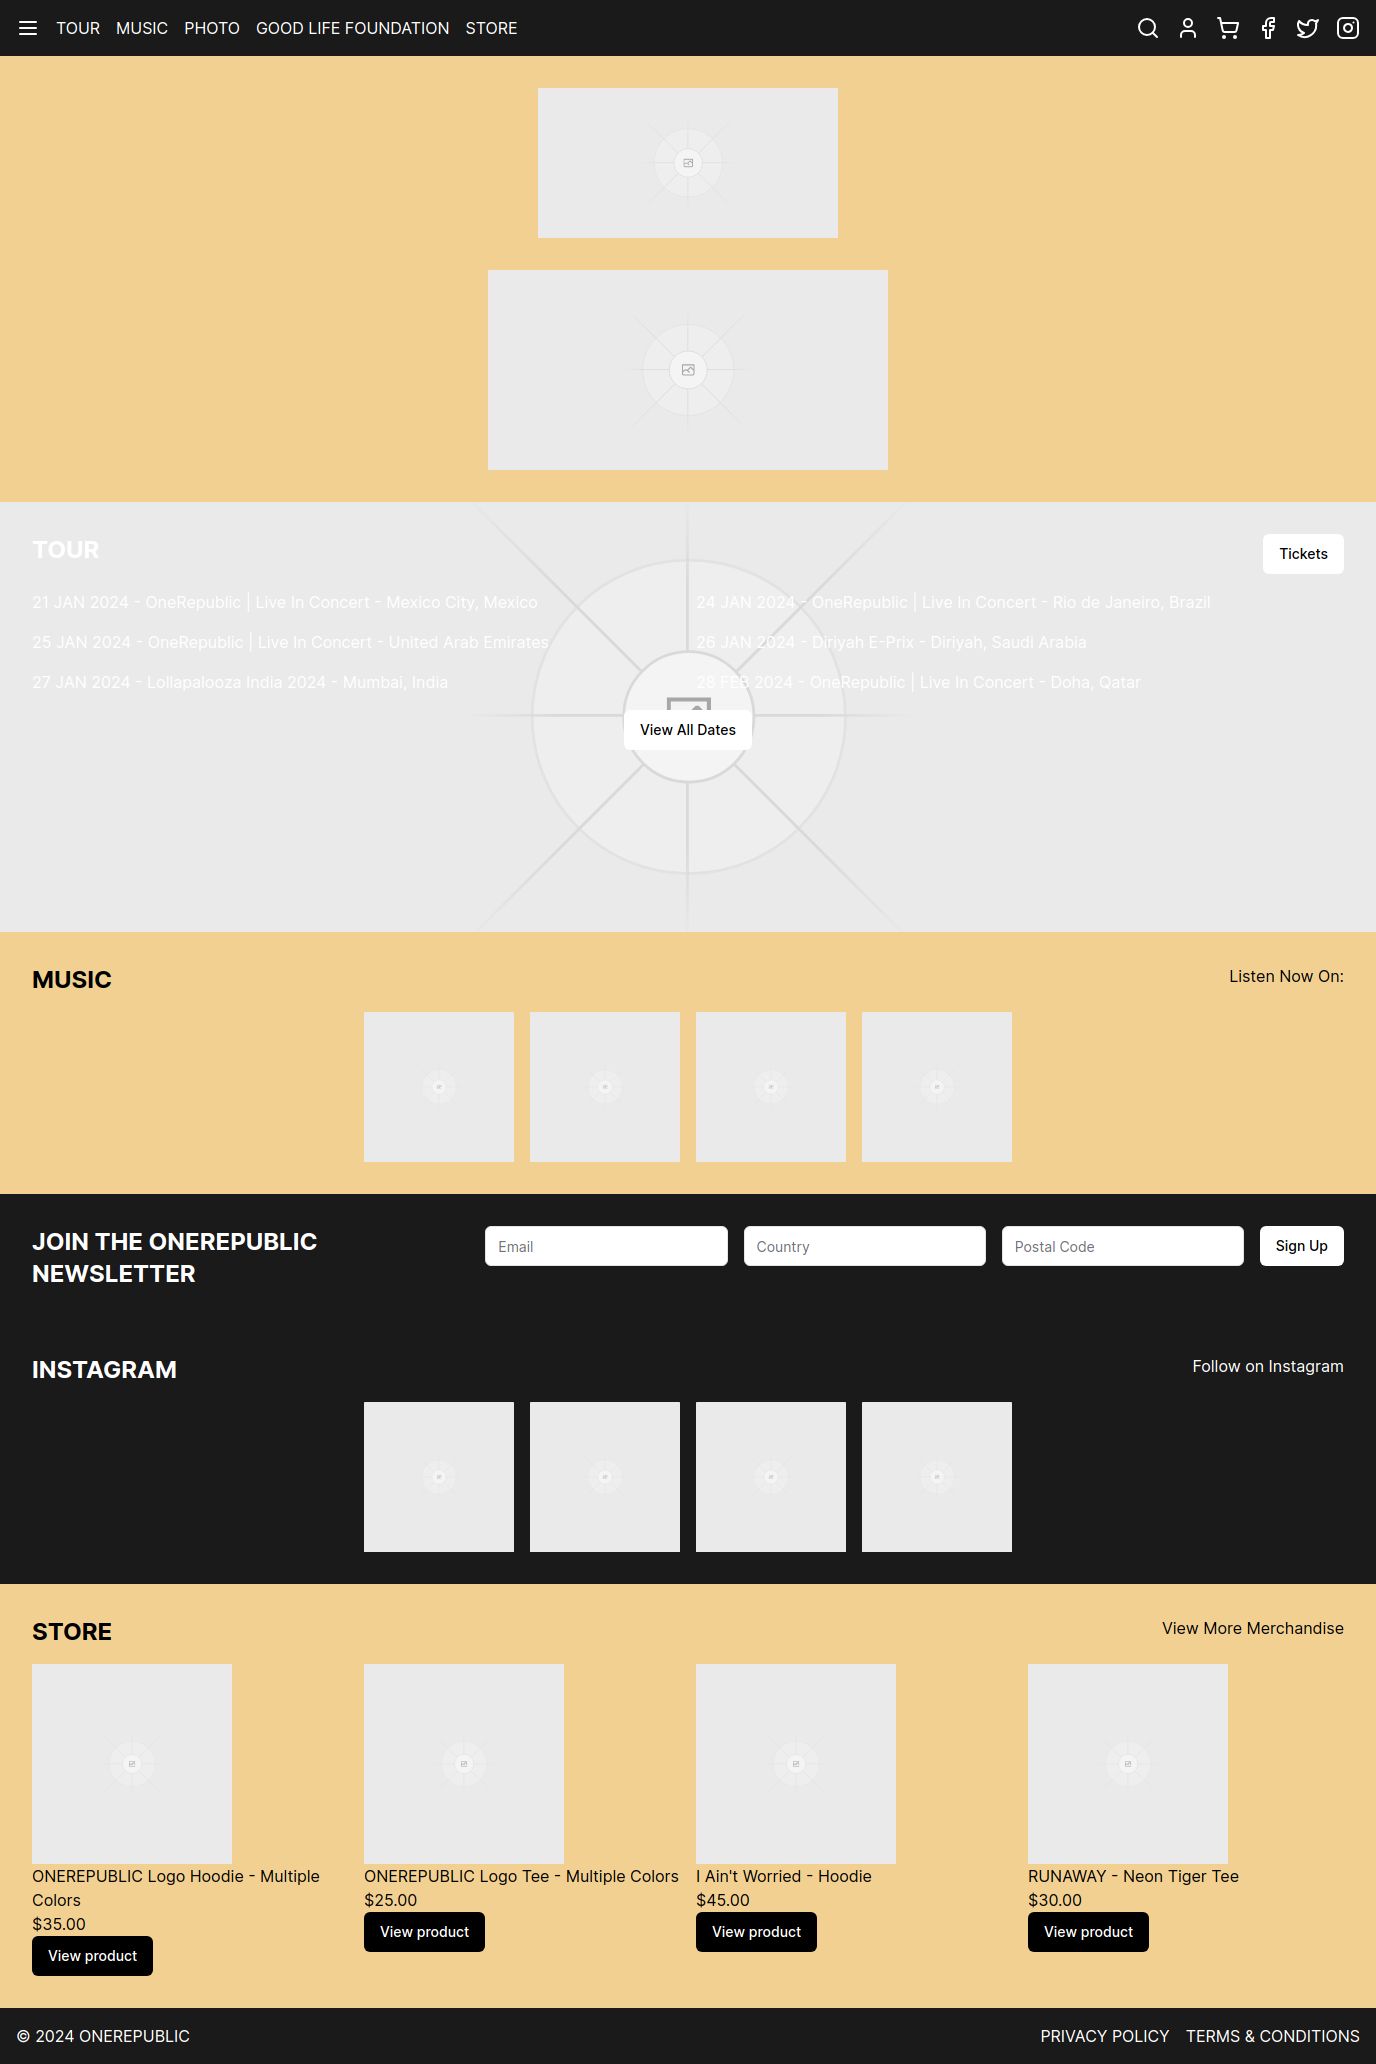 TOUR MUSIC PHOTO GOOD LIFE FOUNDATION STORE
TOUR
Tickets
21 JAN 2024 - OneRepublic | Live In Concert - Mexico City, Mexico
24 JAN 2024 - OneRepublic | Live In Concert - Rio de Janeiro, Brazil
25 JAN 2024 - OneRepublic | Live In Concert - United Arab Emirates
26 JAN 2024 - Diriyah E-Prix - Diriyah, Saudi Arabia
27 JAN 2024 - Lollapalooza India 2024 - Mumbai, India
28 FEB 2024 - OneRepublic | Live In Concert - Doha, Qatar
View All Dates
MUSIC
Listen Now On:
JOIN THE ONEREPUBLIC
NEWSLETTER
Email
Country
Postal Code
Sign Up
INSTAGRAM
Follow on Instagram
STORE
View More Merchandise
ONEREPUBLIC Logo Hoodie - Multiple
Colors
$35.00
View product
ONEREPUBLIC Logo Tee - Multiple Colors
$25.00
View product
I Ain't Worried - Hoodie
$45.00
View product
RUNAWAY - Neon Tiger Tee
$30.00
View product
© 2024 ONEREPUBLIC
PRIVACY POLICY TERMS & CONDITIONS